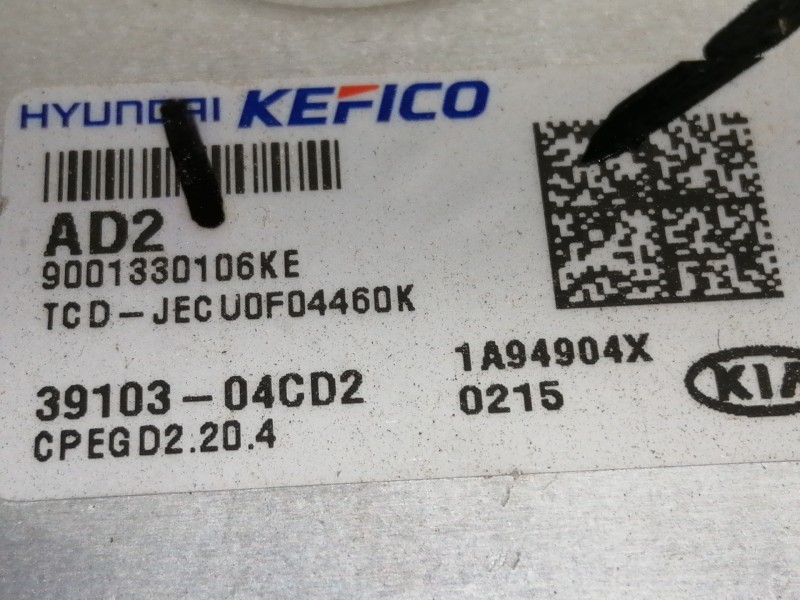 HYUNDAI KEFICO
AD2
9001330106KE
TCD-JECU0F04460K
39103-04CD2
CPEGD2.20.4
1A94904X
0215
KIA